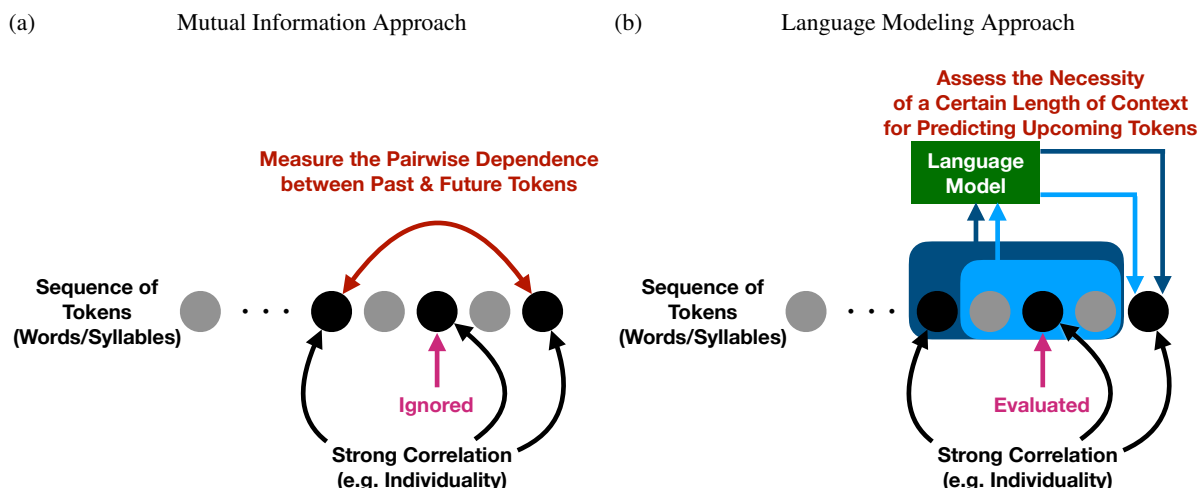 (a)
Mutual Information Approach
Measure the Pairwise Dependence
between Past & Future Tokens
Sequence of
Tokens
(Words/Syllables)
. . .
Ignored
Strong Correlation
(e.g. Individuality)
(b)
Language Modeling Approach
Assess the Necessity
of a Certain Length of Context
for Predicting Upcoming Tokens
Language
Model
Sequence of
Tokens
(Words/Syllables)
. . .
Evaluated
Strong Correlation
(e.g. Individuality)